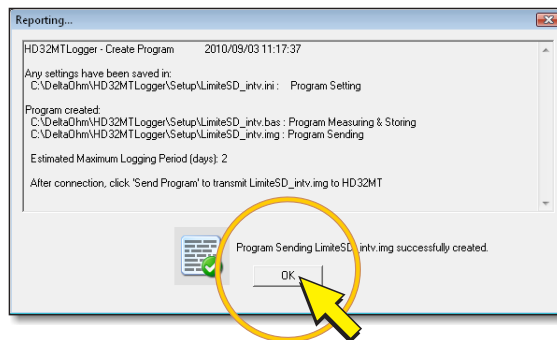 Reporting...
HD32MTLogger - Create Program 2010/09/03 11:17:37
Any settings have been saved in:
C:\DeltaOhm\HD32MTLogger\Setup\LimiteSD_intv.ini : Program Setting
Program created:
C:\DeltaOhm\HD32MTLogger\Setup\LimiteSD_intv.bas : Program Measuring & Storing
C:\DeltaOhm\HD32MTLogger\Setup\LimiteSD_intv.img : Program Sending
Estimated Maximum Logging Period (days): 2
After connection, click 'Send Program' to transmit LimiteSD_intv.img to HD32MT
Program Sending LimiteSD_intv.img successfully created.
OK